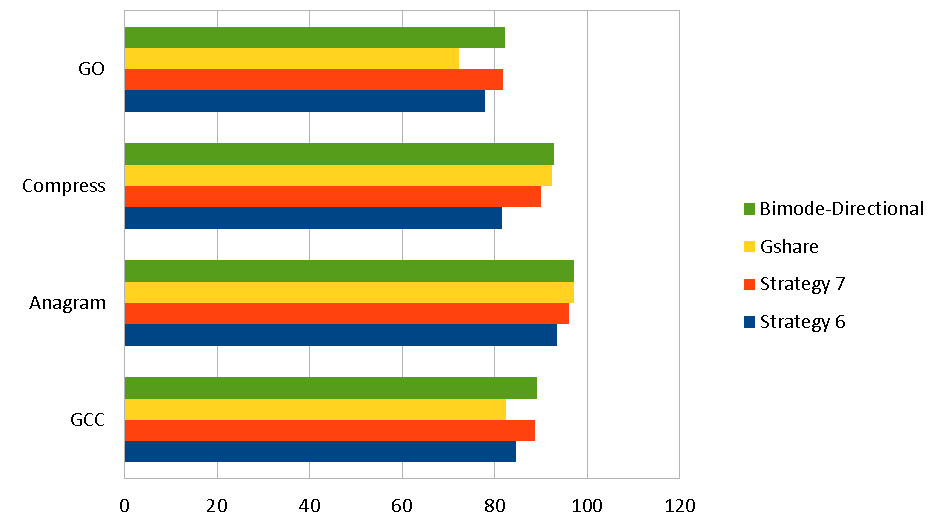 GO
Compress
Anagram
GCC
0 20 40 60 80 100 120
Bimode-Directional
Gshare
Strategy 7
Strategy 6